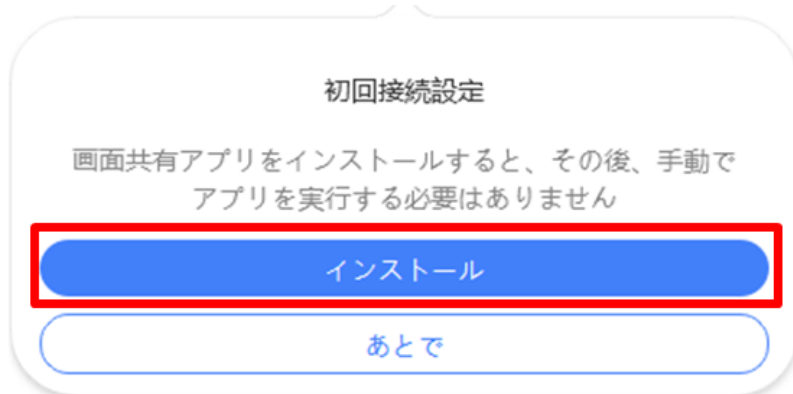 初回接続設定
画面共有アプリをインストールすると、その後、手動で
アプリを実行する必要はありません
インストール
あとで